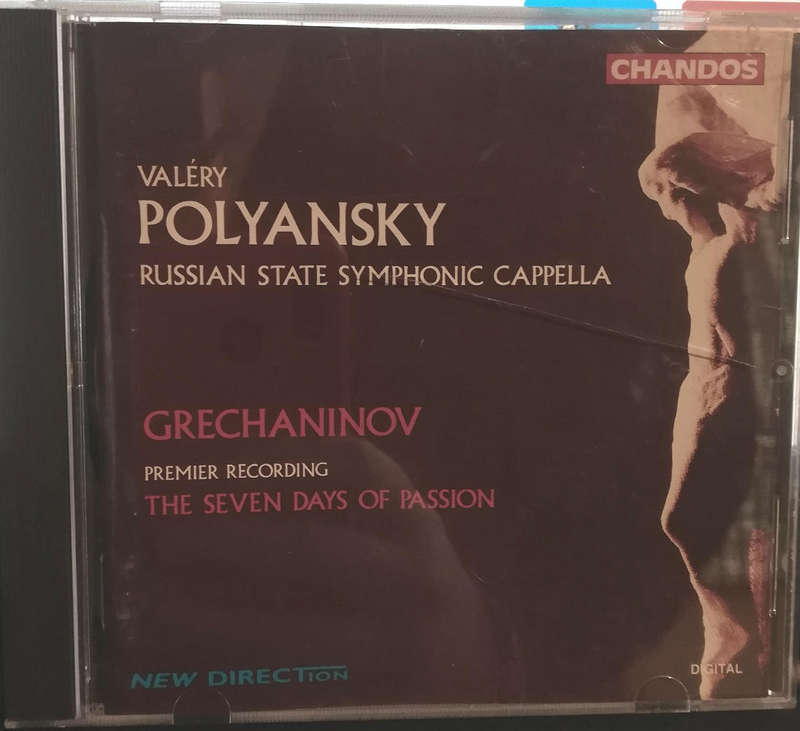 CHANDOS
VALÉRY
POLYANSKY
RUSSIAN STATE SYMPHONIC CAPPELLA
GRECHANINOV
PREMIER RECORDING
THE SEVEN DAYS OF PASSION
NEW DIRECTION
DIGITAL